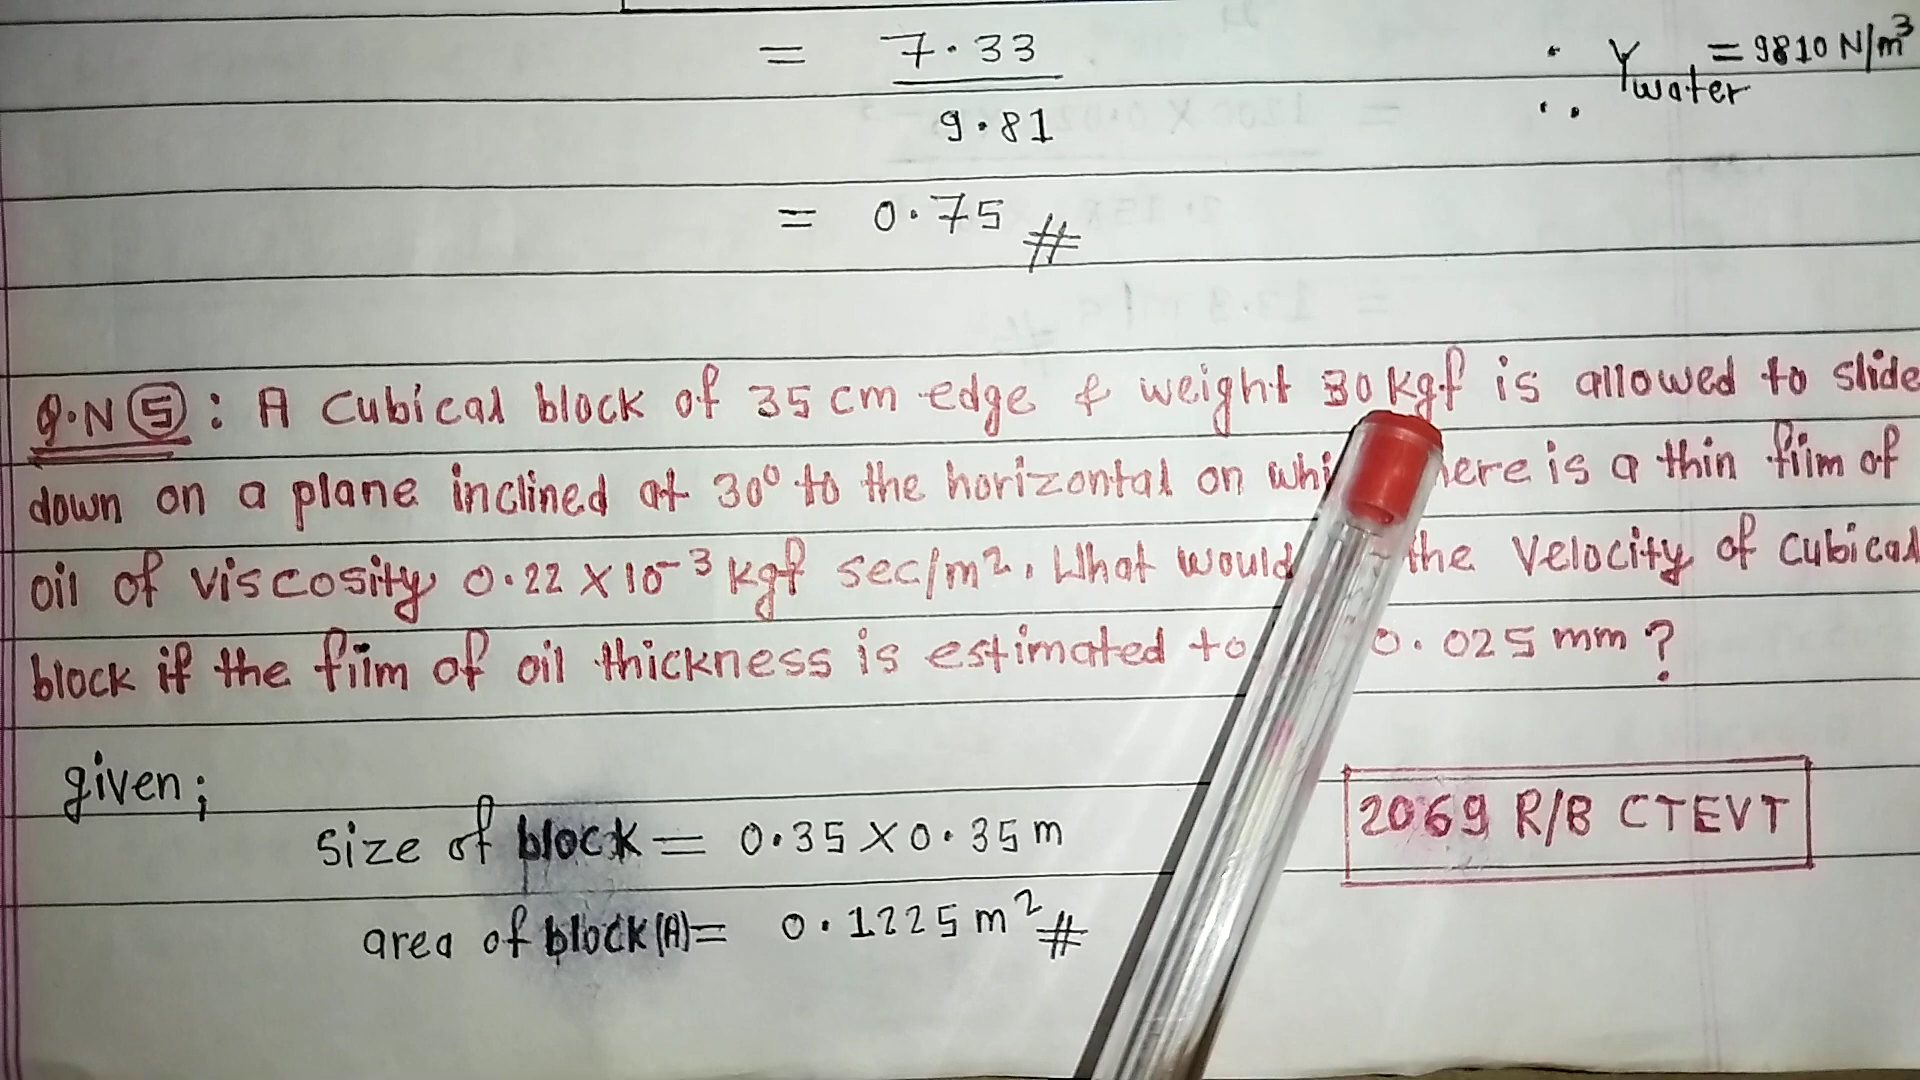 = 7.33
9.81
∵ γwater = 9810 N/m³
= 0.75 #
Q.N ⑤ : A cubical block of 35 cm edge & weight 30 kgf is allowed to slide
down on a plane inclined at 30° to the horizontal on whi here is a thin film of
oil of viscosity 0.22 X 10⁻³ kgf sec/m². What would the Velocity of cubical
block if the film of oil thickness is estimated to 0.025 mm ?
given ;
size of block = 0.35 X 0.35 m
2069 R/B CTEVT
area of block (A) = 0.1225 m² #